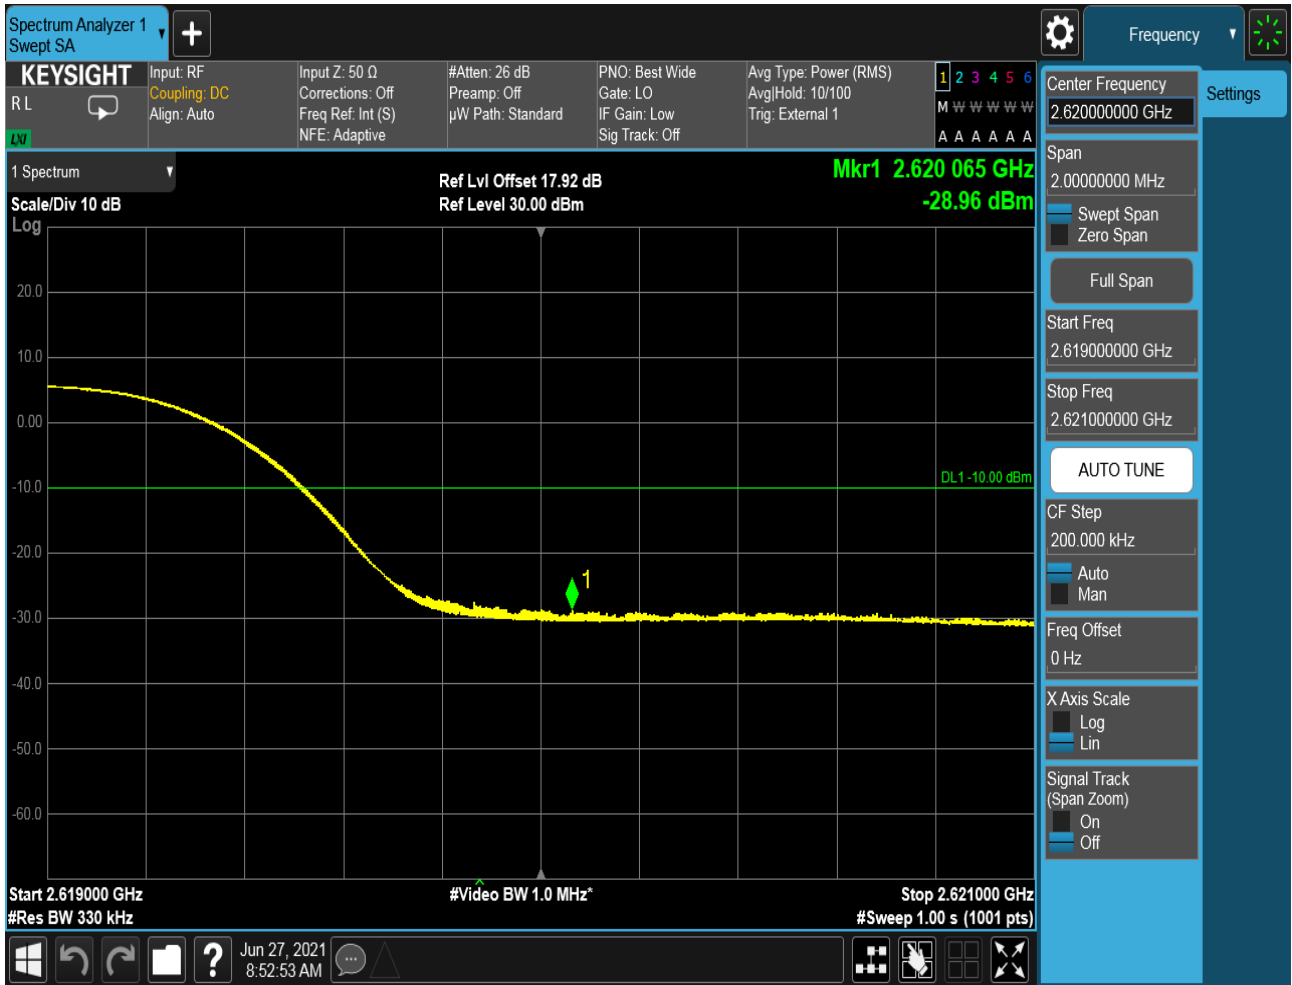 Spectrum Analyzer 1
Swept SA
Frequency
KEYSIGHT
R L
LXI
Input: RF
Coupling: DC
Align: Auto
Input Z: 50 Ω
Corrections: Off
Freq Ref: Int (S)
NFE: Adaptive
#Atten: 26 dB
Preamp: Off
µW Path: Standard
PNO: Best Wide
Gate: LO
IF Gain: Low
Sig Track: Off
Avg Type: Power (RMS)
Avg|Hold: 10/100
Trig: External 1
1 2 3 4 5 6
M W W W W W
A A A A A A
1 Spectrum
Scale/Div 10 dB
Log
Ref Lvl Offset 17.92 dB
Ref Level 30.00 dBm
Mkr1 2.620 065 GHz
-28.96 dBm
20.0
10.0
0.00
-10.0
-20.0
-30.0
-40.0
-50.0
-60.0
DL1 -10.00 dBm
1
Start 2.619000 GHz
#Res BW 330 kHz
#Video BW 1.0 MHz*
Stop 2.621000 GHz
#Sweep 1.00 s (1001 pts)
Jun 27, 2021
8:52:53 AM
Center Frequency
2.620000000 GHz
Settings
Span
2.00000000 MHz
Swept Span
Zero Span
Full Span
Start Freq
2.619000000 GHz
Stop Freq
2.621000000 GHz
AUTO TUNE
CF Step
200.000 kHz
Auto
Man
Freq Offset
0 Hz
X Axis Scale
Log
Lin
Signal Track
(Span Zoom)
On
Off